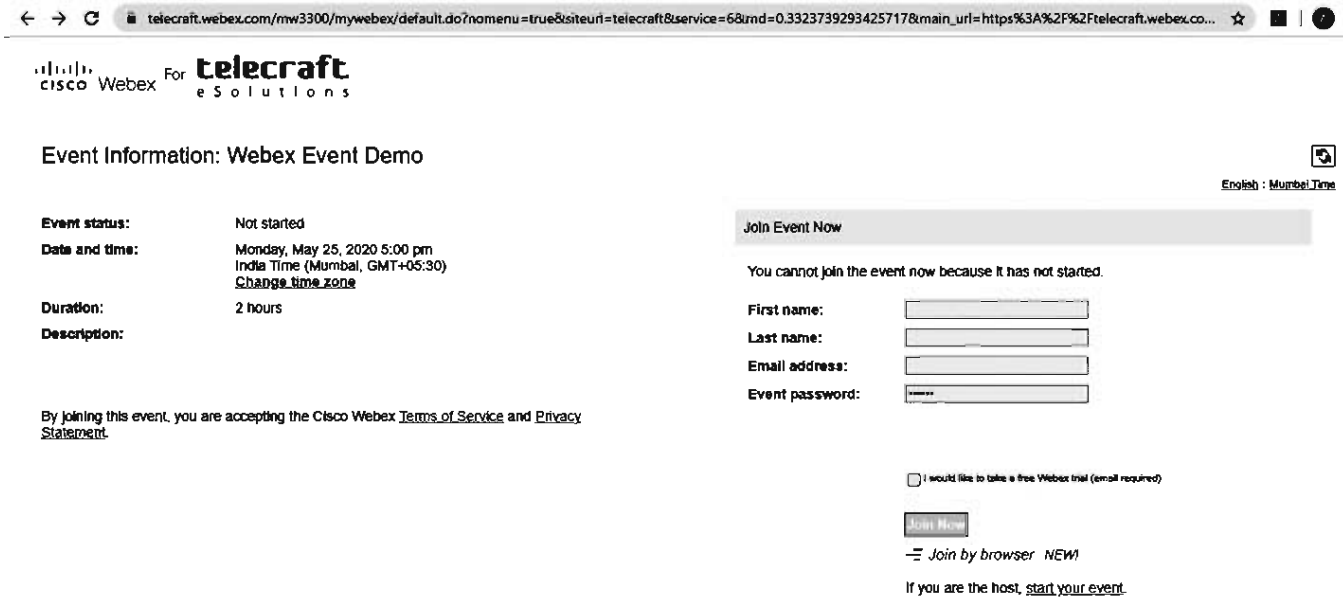 telecraft.webex.com/mw3300/mywebex/default.do?nomenu=true&siteurl=telecraft&service=6&rnd=0.3323739293425717&main_url=https%3A%2F%2Ftelecraft.webex.co...
cisco Webex For telecraft
eSolutions
Event Information: Webex Event Demo
English : Mumbai Time
Event status: Not started
Date and time: Monday, May 25, 2020 5:00 pm
India Time (Mumbai, GMT+05:30)
Change time zone
Duration: 2 hours
Description:
By joining this event, you are accepting the Cisco Webex Terms of Service and Privacy
Statement.
Join Event Now
You cannot join the event now because it has not started.
First name:
Last name:
Email address:
Event password:
I would like to take a free Webex trial (email required)
Join Now
Join by browser NEW!
If you are the host, start your event.